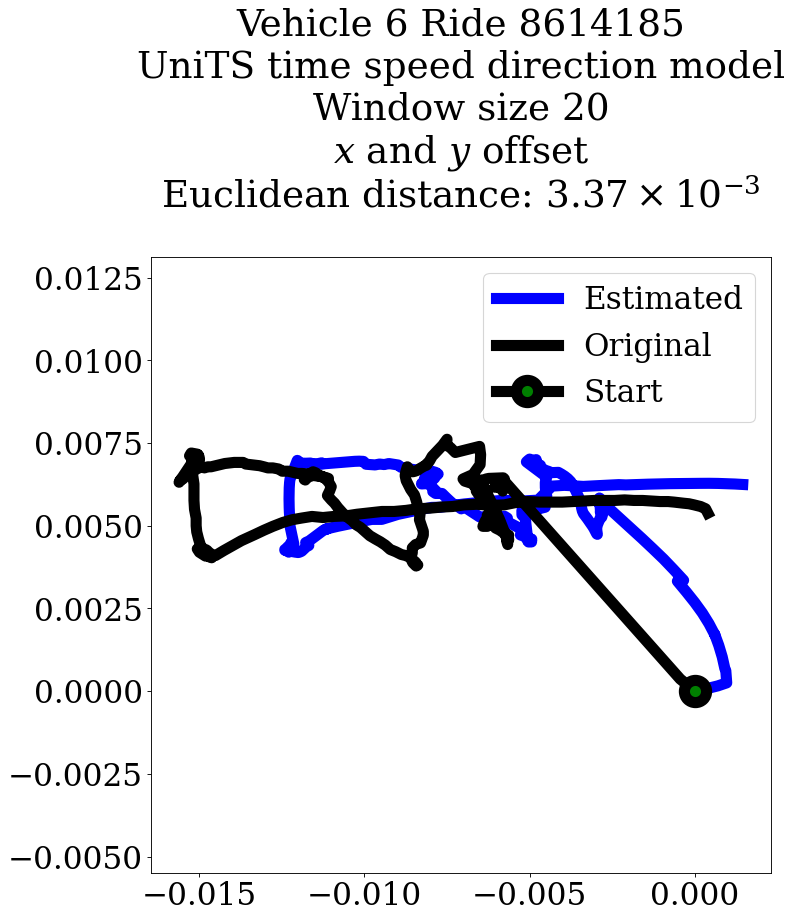 Vehicle 6 Ride 8614185
UniTS time speed direction model
Window size 20
x and y offset
Euclidean distance: 3.37 × 10⁻³
Estimated
Original
Start
0.0125
0.0100
0.0075
0.0050
0.0025
0.0000
−0.0025
−0.0050
−0.015
−0.010
−0.005
0.000